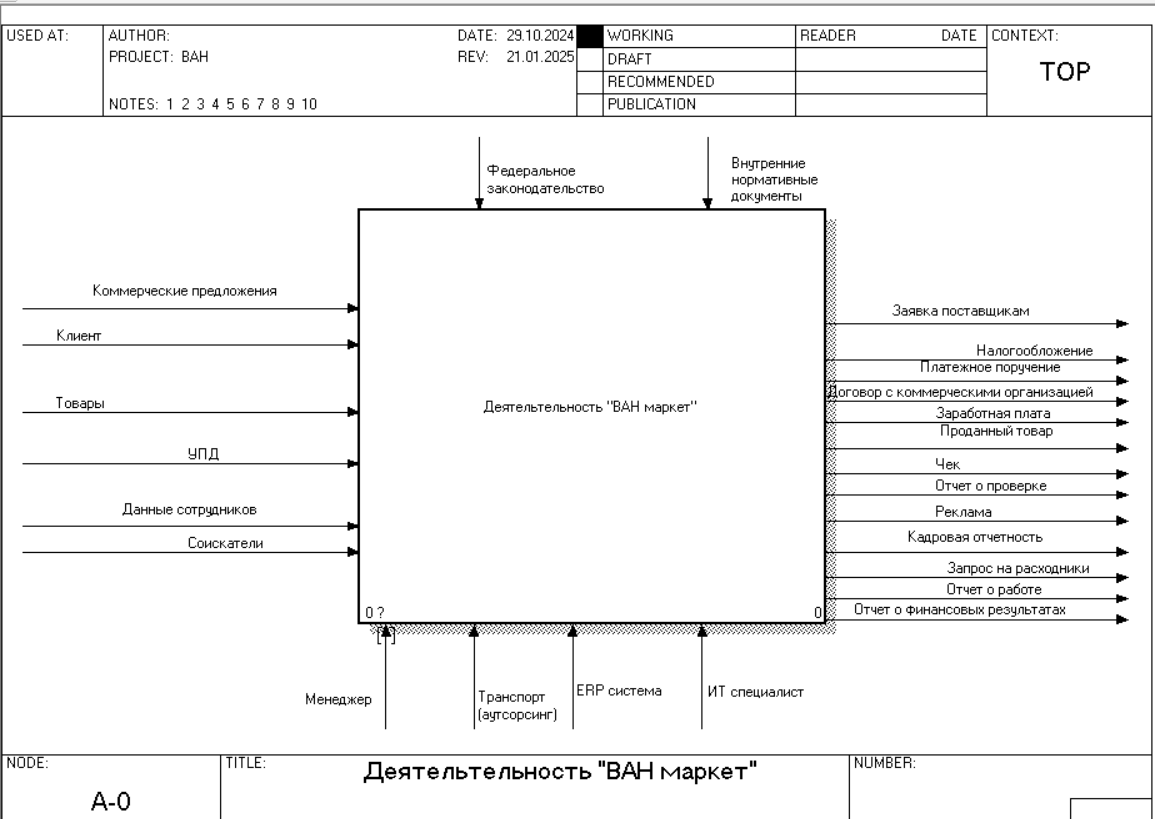 USED AT:
AUTHOR:
PROJECT: ВАН
NOTES: 1 2 3 4 5 6 7 8 9 10
DATE: 29.10.2024
REV: 21.01.2025
WORKING
DRAFT
RECOMMENDED
PUBLICATION
READER
DATE
CONTEXT:
TOP
Федеральное
законодательство
Внутренние
нормативные
документы
Коммерческие предложения
Клиент
Товары
УПД
Данные сотрудников
Соискатели
Деятельтельность "ВАН маркет"
0 ?
0
Заявка поставщикам
Налогообложение
Платежное поручение
Договор с коммерческими организацией
Заработная плата
Проданный товар
Чек
Отчет о проверке
Реклама
Кадровая отчетность
Запрос на расходники
Отчет о работе
Отчет о финансовых результатах
Менеджер
Транспорт
(аутсорсинг)
ERP система
ИТ специалист
NODE:
A-0
TITLE:
Деятельтельность "ВАН маркет"
NUMBER: